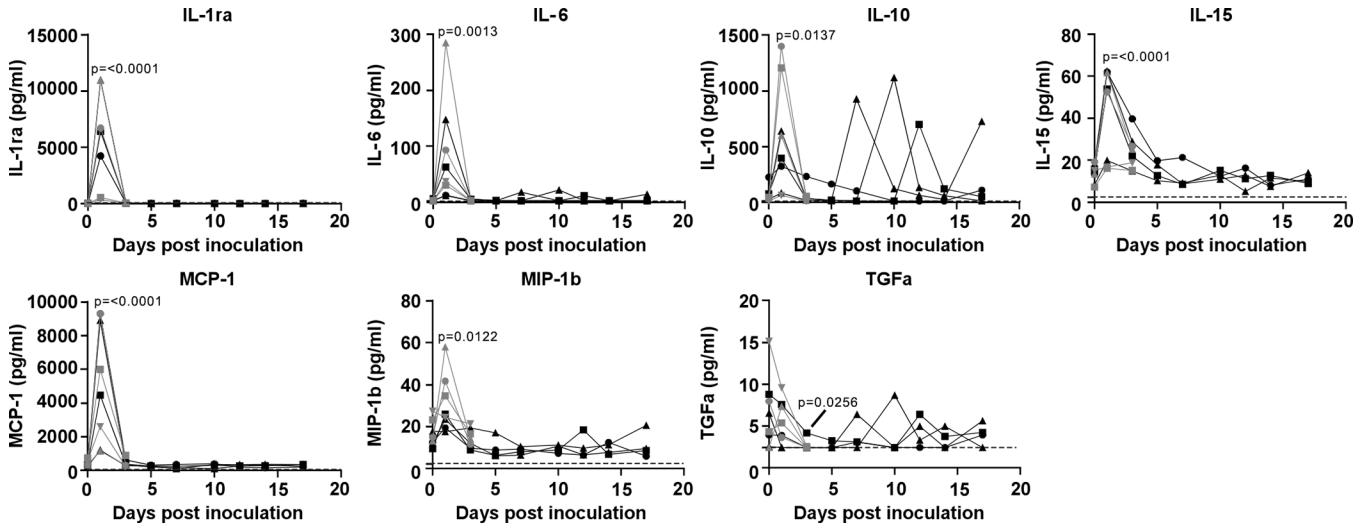 IL-1ra
IL-1ra (pg/ml)
15000
10000
5000
0
p=<0.0001
0 5 10 15 20
Days post inoculation
IL-6
IL-6 (pg/ml)
300
200
100
0
p=0.0013
0 5 10 15 20
Days post inoculation
IL-10
IL-10 (pg/ml)
1500
1000
500
0
p=0.0137
0 5 10 15 20
Days post inoculation
IL-15
IL-15 (pg/ml)
80
60
40
20
0
p=<0.0001
0 5 10 15 20
Days post inoculation
MCP-1
MCP-1 (pg/ml)
10000
8000
6000
4000
2000
0
p=<0.0001
0 5 10 15 20
Days post inoculation
MIP-1b
MIP-1b (pg/ml)
80
60
40
20
0
p=0.0122
0 5 10 15 20
Days post inoculation
TGFa
TGFa (pg/ml)
20
15
10
5
0
p=0.0256
0 5 10 15 20
Days post inoculation